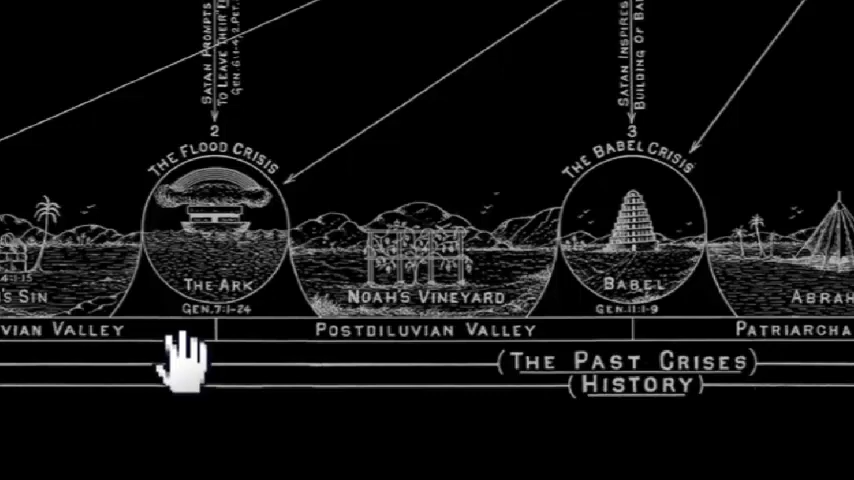 SATAN PROMPTS
TO LEAVE THEIR
GEN. 6:1-4, 2. PET.
SATAN INSPIRES
BUILDING OF BA
2
THE FLOOD CRISIS
3
THE BABEL CRISIS
THE ARK
GEN. 7:1-24
NOAH'S VINEYARD
BABEL
GEN. 11:1-9
S SIN
ABRAH
VIAN VALLEY
POSTDILUVIAN VALLEY
PATRIARCHA
(THE PAST CRISES)
(HISTORY)